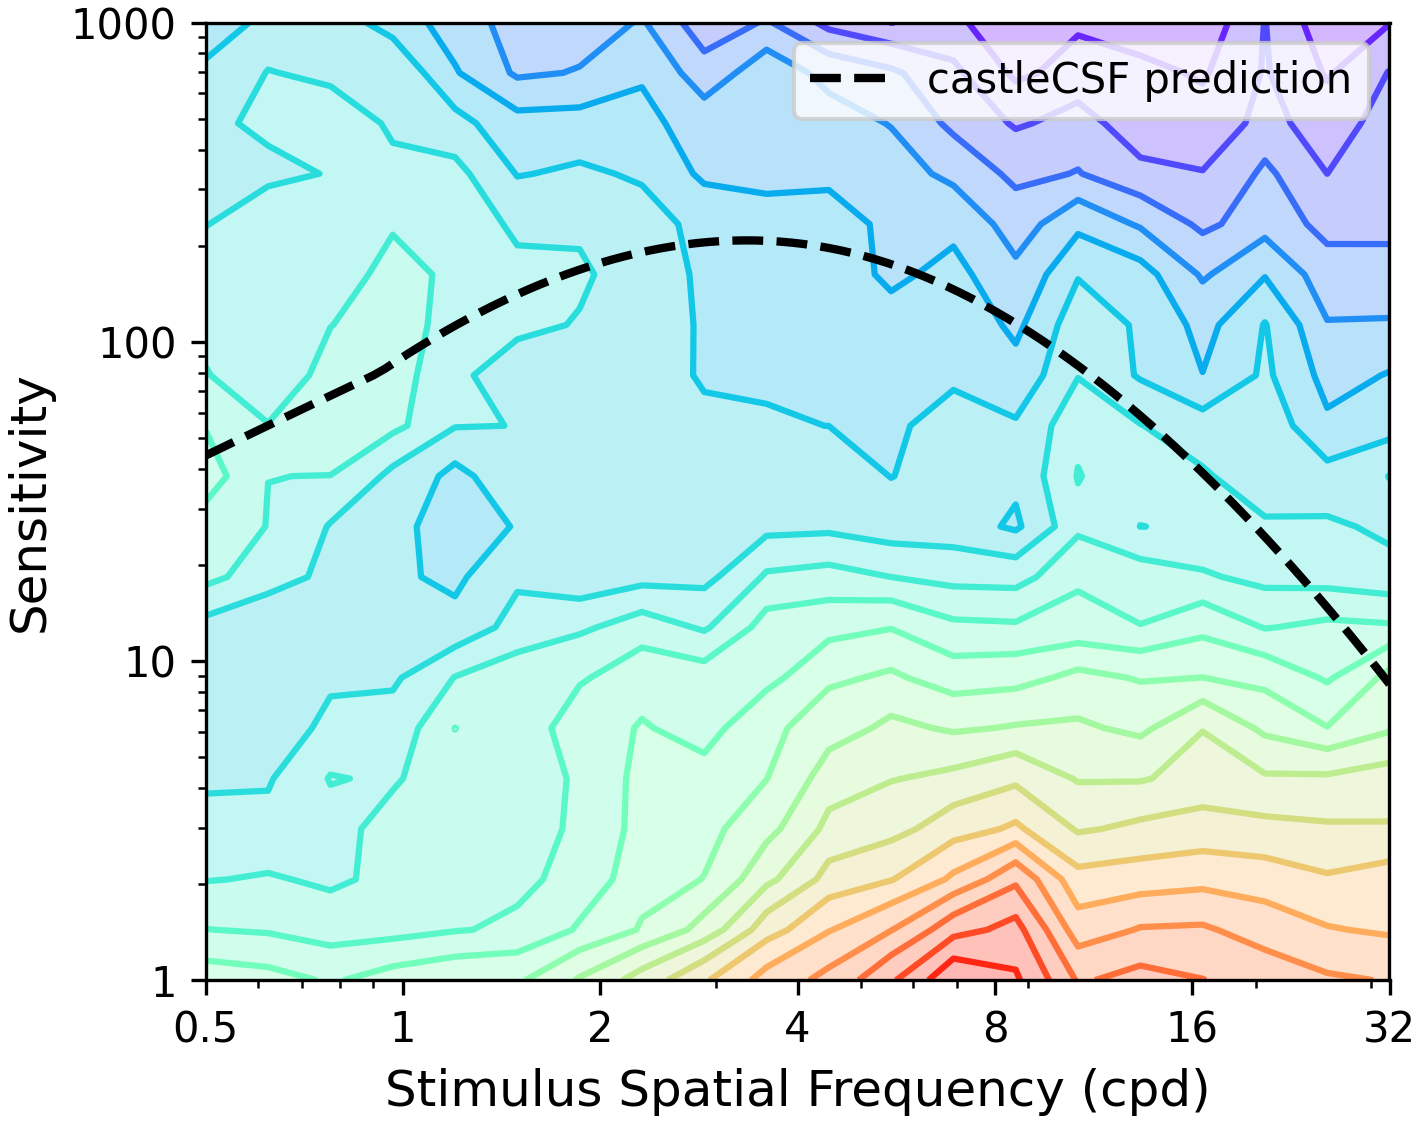 1000
100
10
1
Sensitivity
castleCSF prediction
0.5 1 2 4 8 16 32
Stimulus Spatial Frequency (cpd)